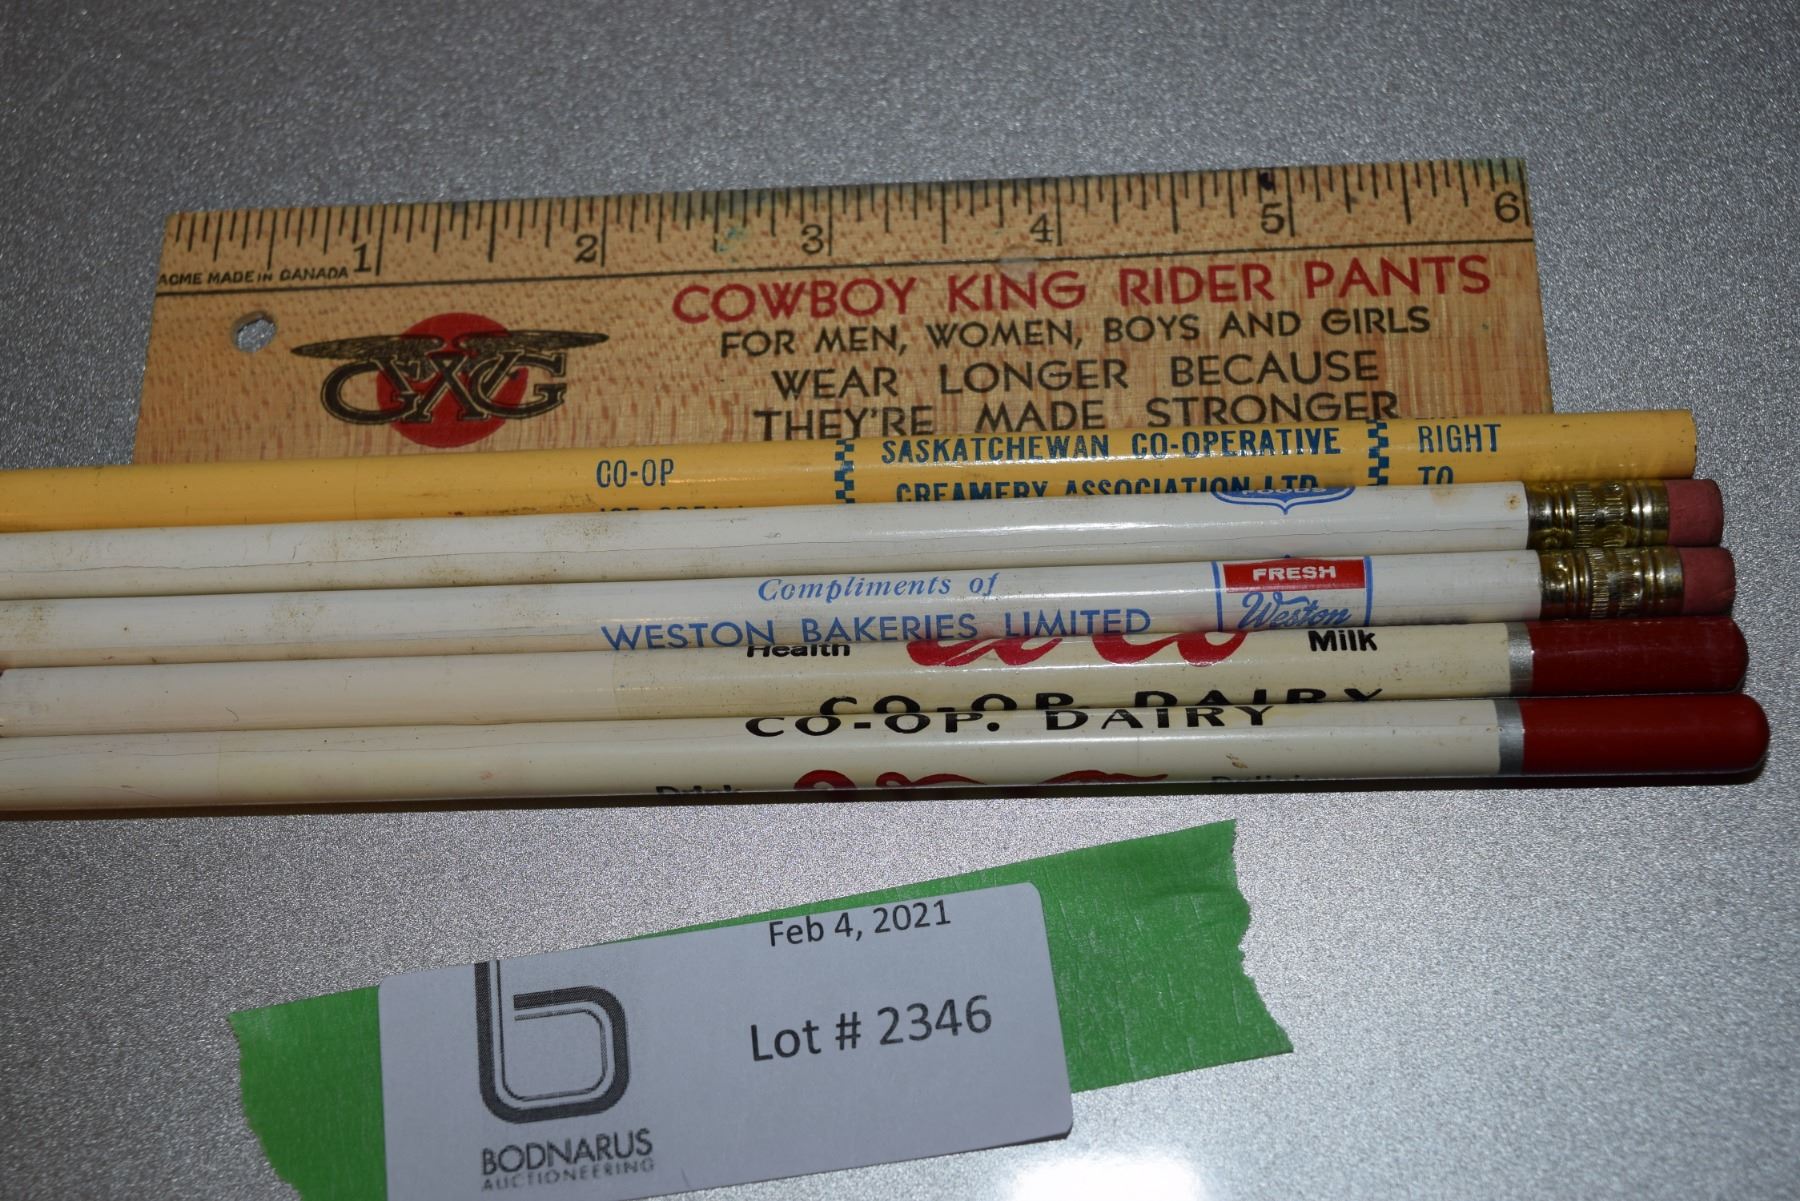 1 2 3 4 5 6
ACME MADE IN CANADA
GWG
COWBOY KING RIDER PANTS
FOR MEN, WOMEN, BOYS AND GIRLS
WEAR LONGER BECAUSE
THEY'RE MADE STRONGER
CO-OP SASKATCHEWAN CO-OPERATIVE RIGHT
CREAMERY ASSOCIATION LTD TO
Compliments of FRESH
WESTON BAKERIES LIMITED Weston
Health Milk
CO-OP DAIRY
CO-OP. DAIRY
Drink
Feb 4, 2021
Lot # 2346
BODNARUS
AUCTIONEERING